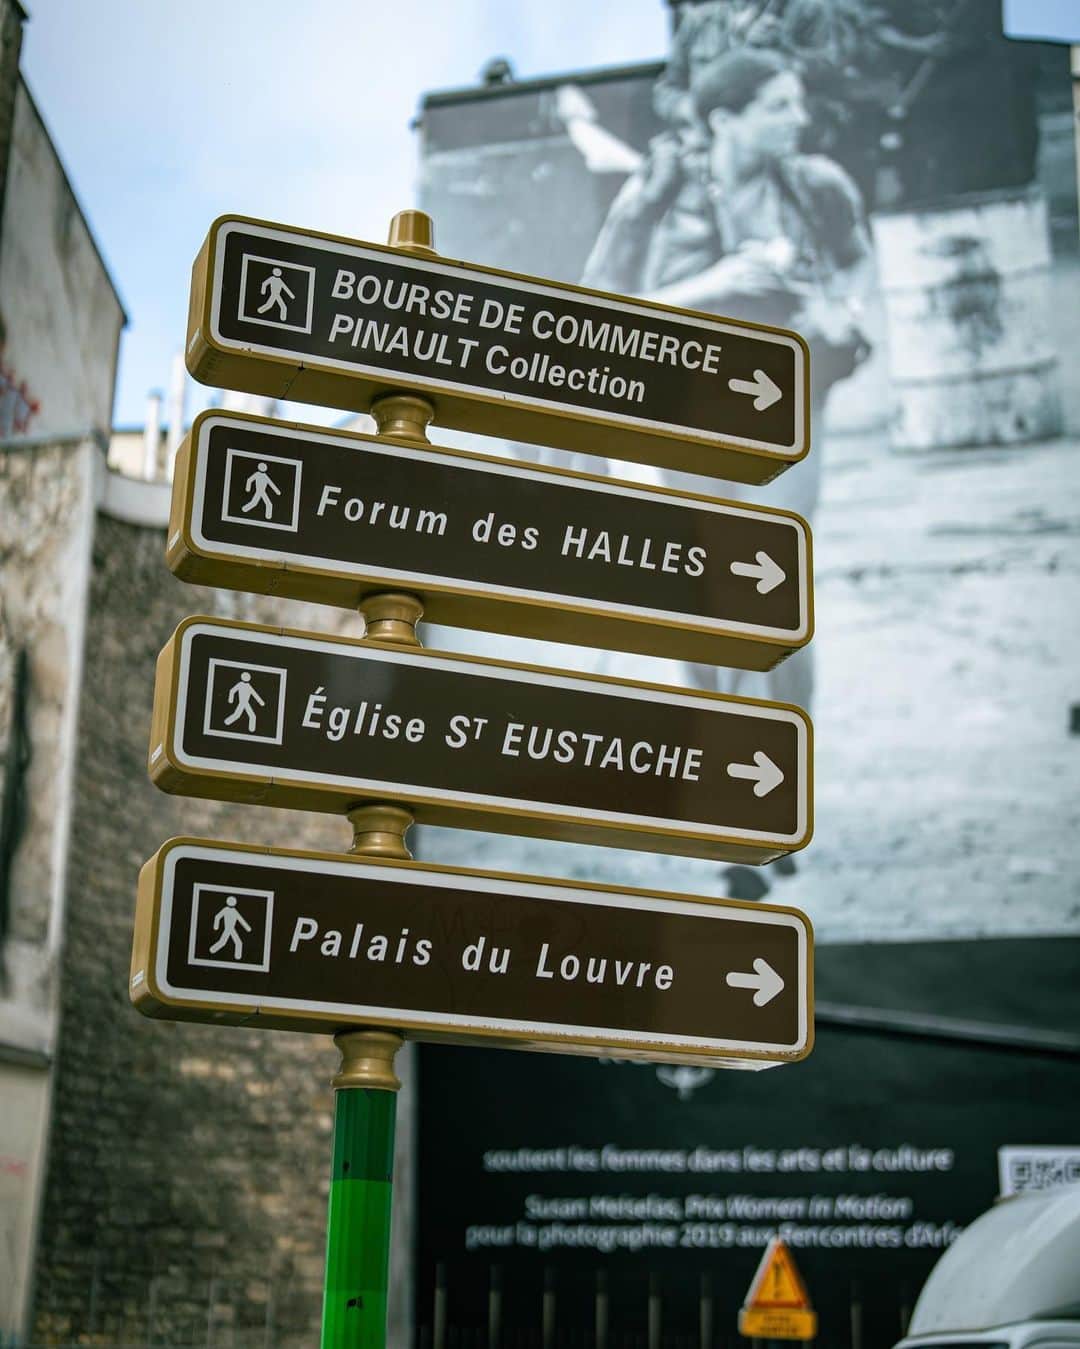 BOURSE DE COMMERCE
PINAULT Collection
Forum des HALLES
Église Sᵀ EUSTACHE
Palais du Louvre
soutient les femmes dans les arts et la culture
Susan Meiselas, Prix Women in Motion
pour la photographie 2019 aux Rencontres d'Arles